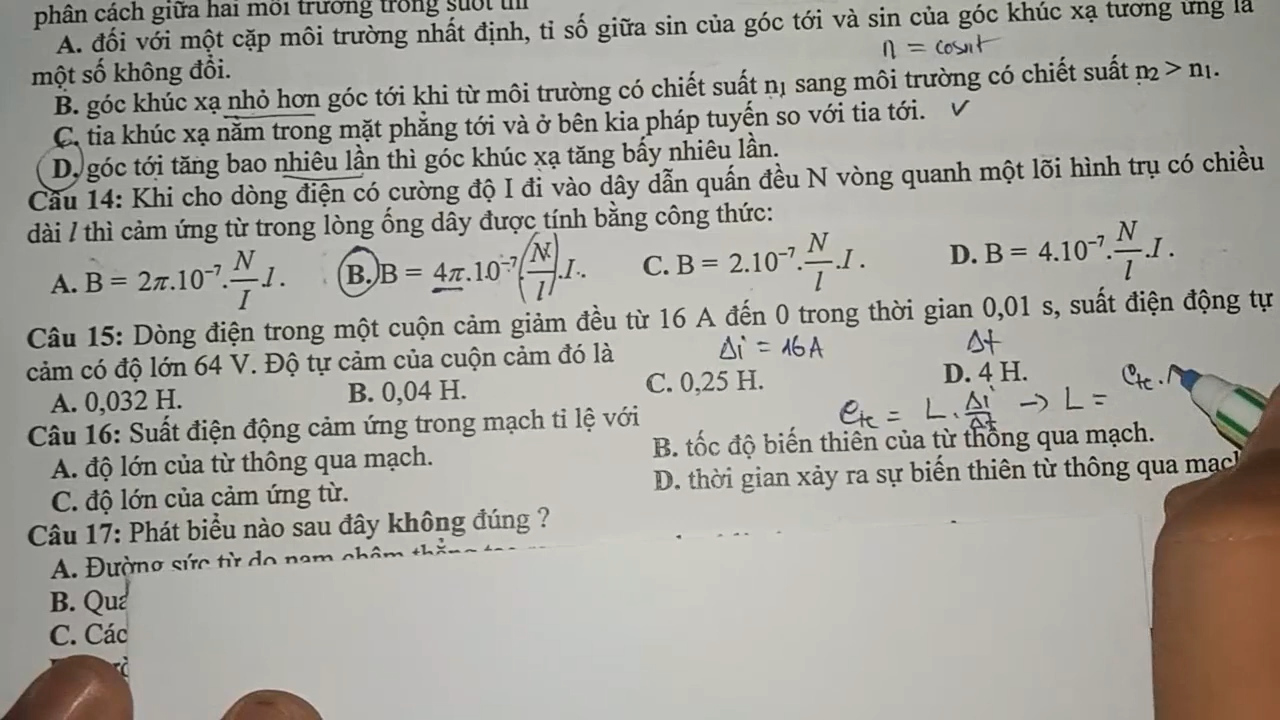 phân cách giữa hai môi trường trong suốt thì
A. đối với một cặp môi trường nhất định, tỉ số giữa sin của góc tới và sin của góc khúc xạ tương ứng là
một số không đổi.
n = const
B. góc khúc xạ nhỏ hơn góc tới khi từ môi trường có chiết suất n₁ sang môi trường có chiết suất n₂ > n₁.
C. tia khúc xạ nằm trong mặt phẳng tới và ở bên kia pháp tuyến so với tia tới. ✓
D. góc tới tăng bao nhiêu lần thì góc khúc xạ tăng bấy nhiêu lần.
Câu 14: Khi cho dòng điện có cường độ I đi vào dây dẫn quấn đều N vòng quanh một lõi hình trụ có chiều
dài l thì cảm ứng từ trong lòng ống dây được tính bằng công thức:
A. B = 2π.10⁻⁷.N/I.I. B. B = 4π.10⁻⁷.(N/l).I. C. B = 2.10⁻⁷.N/l.I. D. B = 4.10⁻⁷.N/l.I.
Câu 15: Dòng điện trong một cuộn cảm giảm đều từ 16 A đến 0 trong thời gian 0,01 s, suất điện động tự
cảm có độ lớn 64 V. Độ tự cảm của cuộn cảm đó là
Δi = 16A Δt
A. 0,032 H. B. 0,04 H. C. 0,25 H. D. 4 H.
etc = L.Δi/Δt → L = etc.
Câu 16: Suất điện động cảm ứng trong mạch tỉ lệ với
A. độ lớn của từ thông qua mạch. B. tốc độ biến thiên của từ thông qua mạch.
C. độ lớn của cảm ứng từ. D. thời gian xảy ra sự biến thiên từ thông qua mạch
Câu 17: Phát biểu nào sau đây không đúng ?
A. Đường sức từ do nam châm thẳng
B. Qua
C. Các